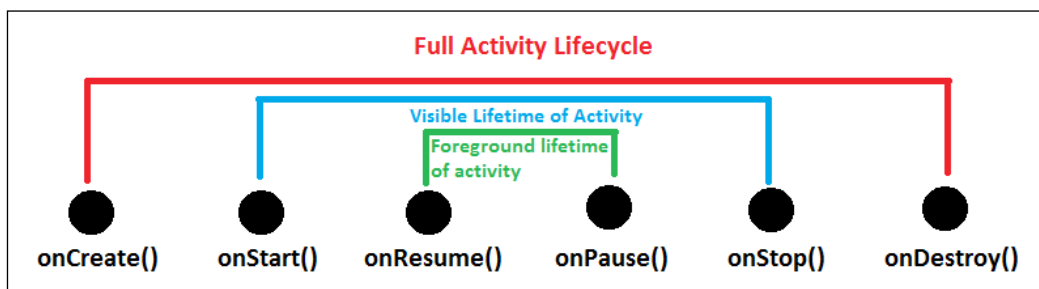 Full Activity Lifecycle
Visible Lifetime of Activity
Foreground lifetime
of activity
onCreate()
onStart()
onResume()
onPause()
onStop()
onDestroy()